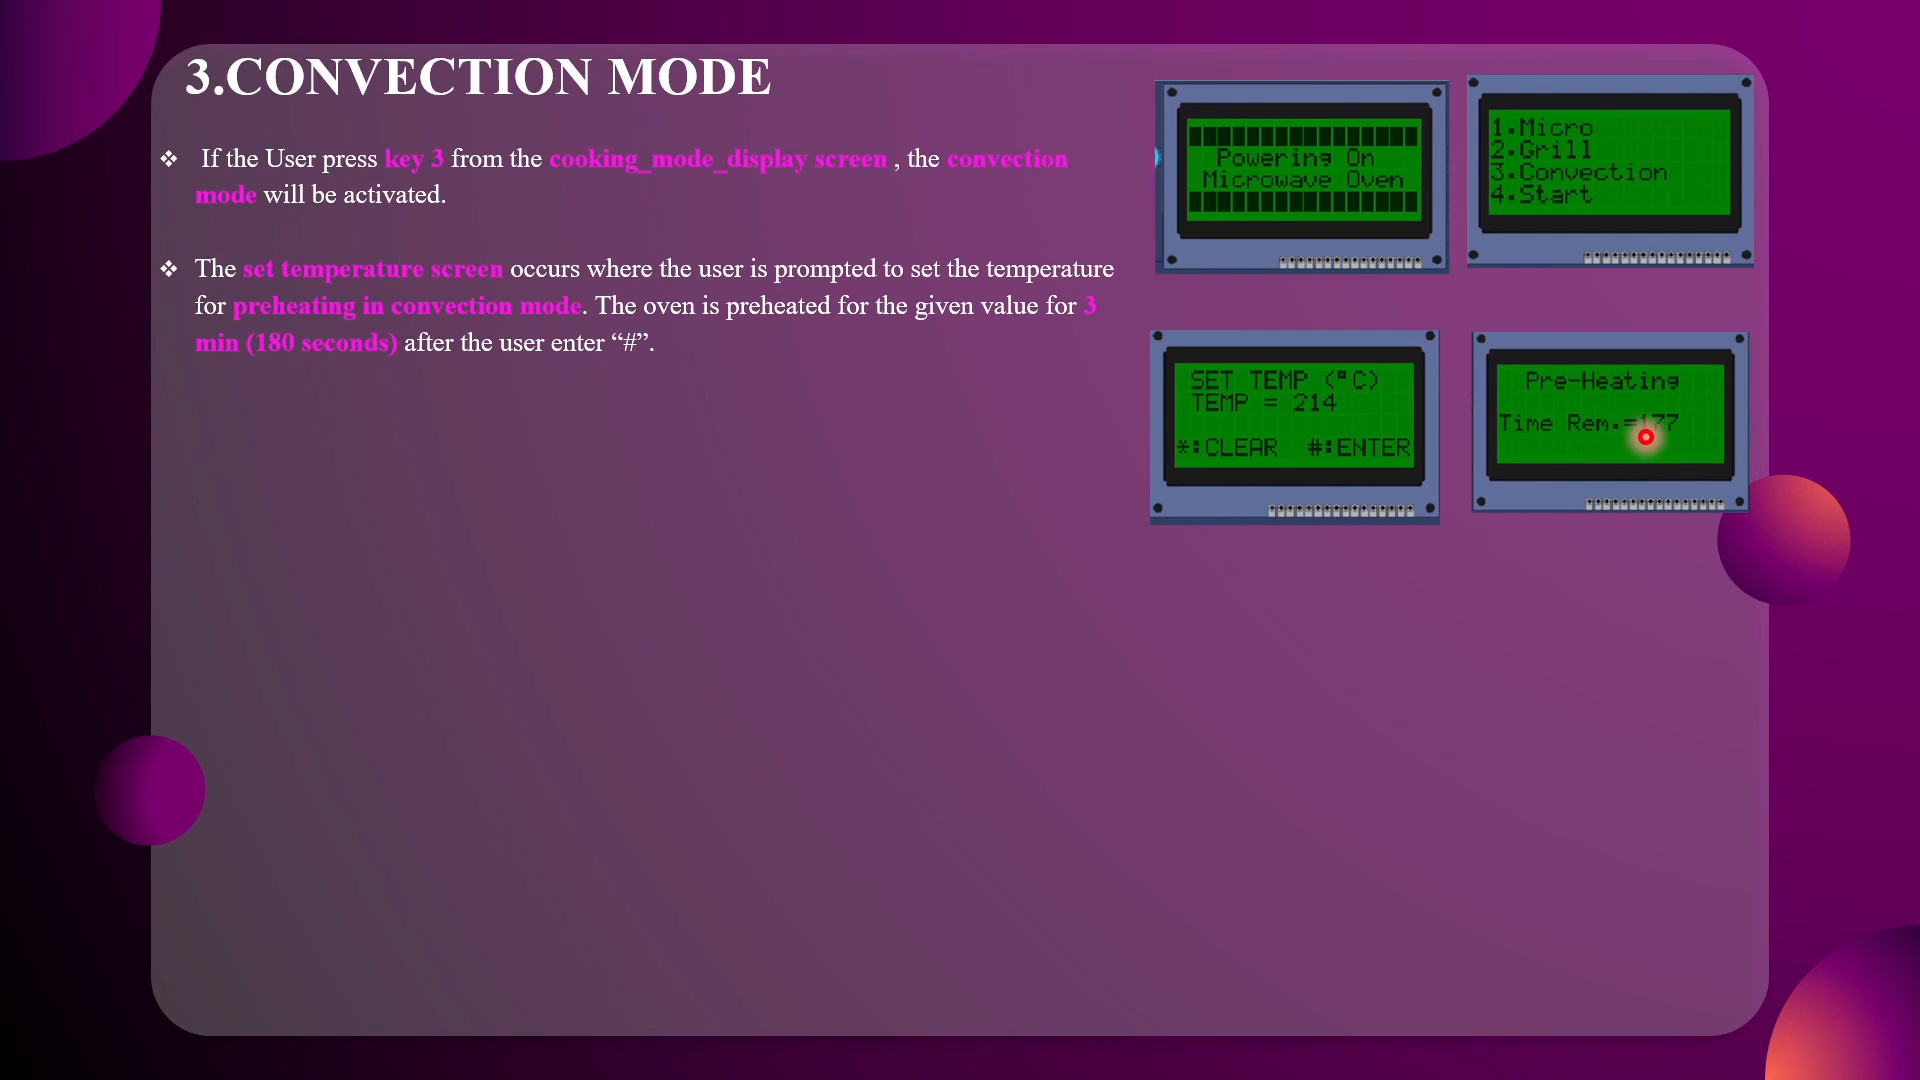 3.CONVECTION MODE
❖ If the User press key 3 from the cooking_mode_display screen , the convection
mode will be activated.
❖ The set temperature screen occurs where the user is prompted to set the temperature
for preheating in convection mode. The oven is preheated for the given value for 3
min (180 seconds) after the user enter “#”.
Powering On
Microwave Oven
1.Micro
2.Grill
3.Convection
4.Start
SET TEMP (°C)
TEMP = 214
*:CLEAR #:ENTER
Pre-Heating
Time Rem.=177